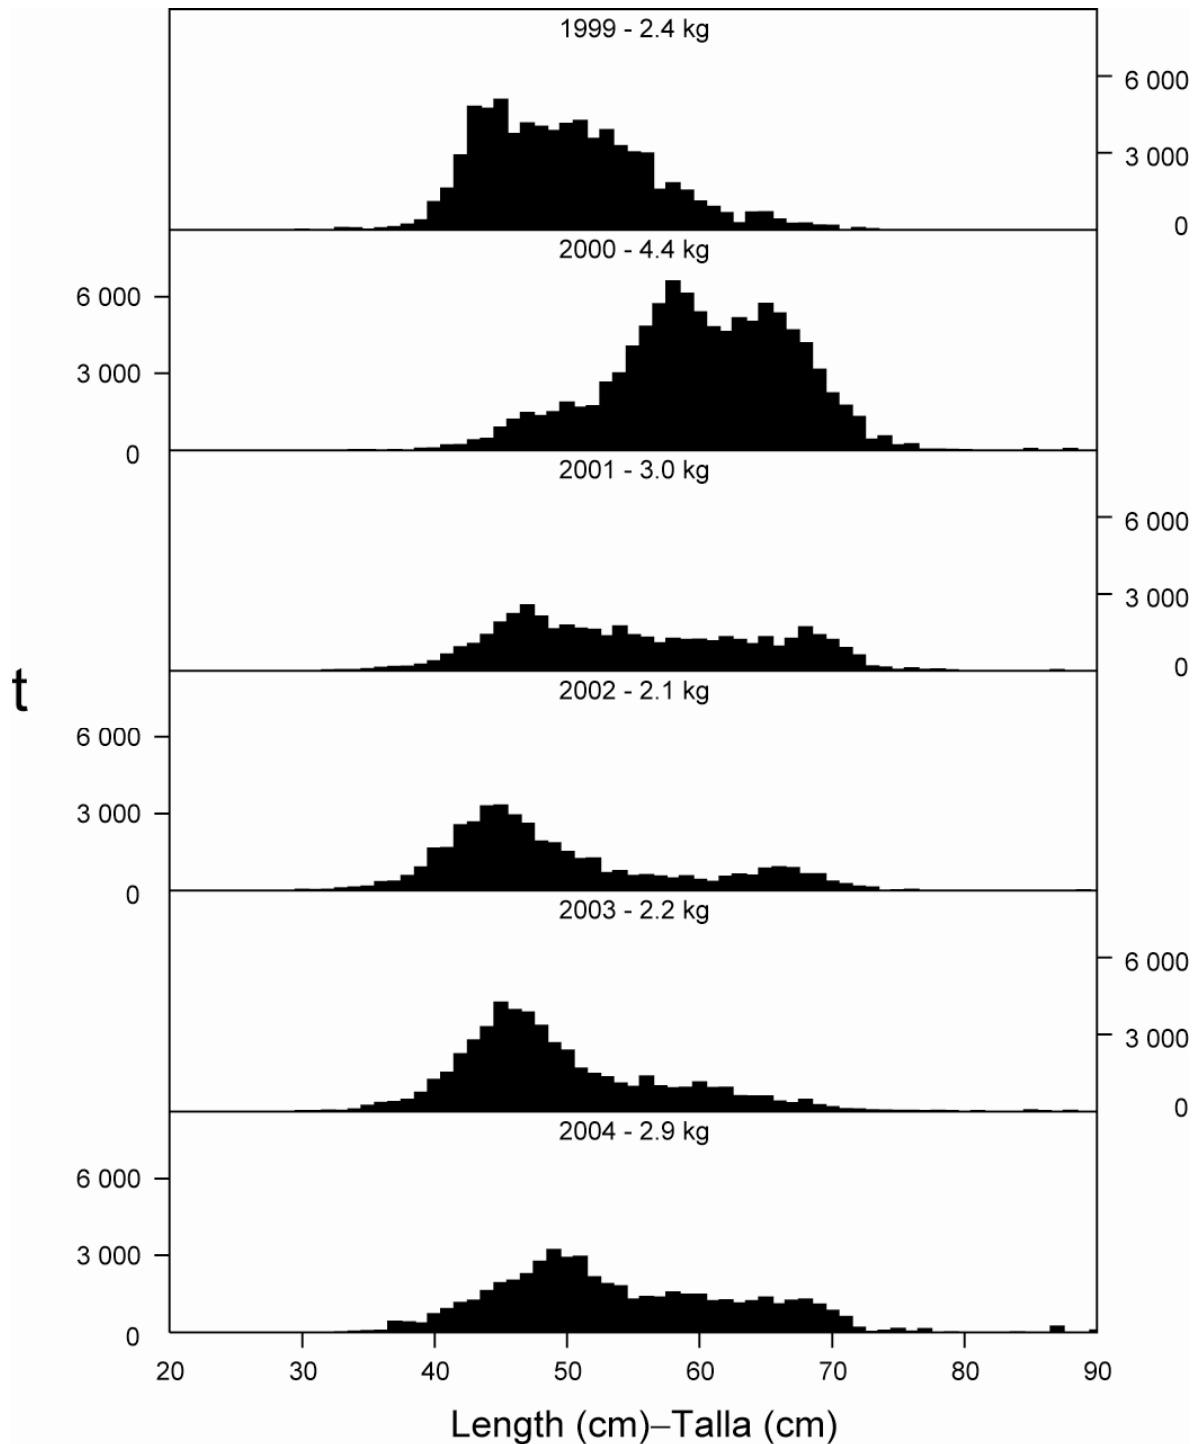 1999 - 2.4 kg
6 000
3 000
0
2000 - 4.4 kg
6 000
3 000
0
2001 - 3.0 kg
6 000
3 000
0
t
2002 - 2.1 kg
6 000
3 000
0
2003 - 2.2 kg
6 000
3 000
0
2004 - 2.9 kg
6 000
3 000
0
20 30 40 50 60 70 80 90
Length (cm)–Talla (cm)